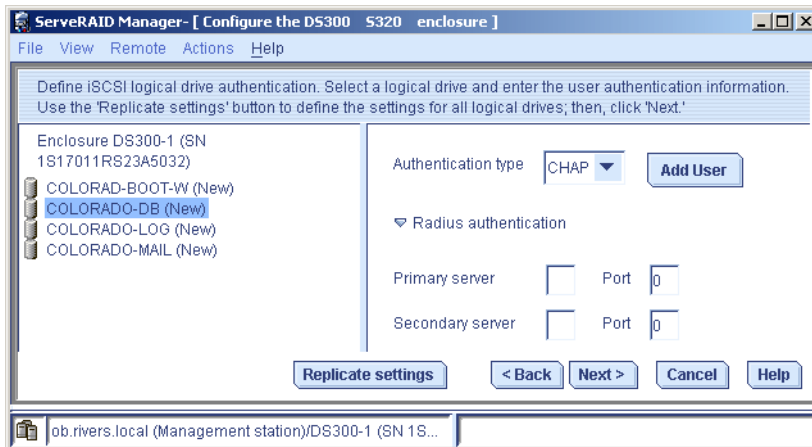 ServeRAID Manager- [ Configure the DS300 S320 enclosure ]
File View Remote Actions Help
Define iSCSI logical drive authentication. Select a logical drive and enter the user authentication information.
Use the 'Replicate settings' button to define the settings for all logical drives; then, click 'Next.'
Enclosure DS300-1 (SN
1S17011RS23A5032)
COLORAD-BOOT-W (New)
COLORADO-DB (New)
COLORADO-LOG (New)
COLORADO-MAIL (New)
Authentication type CHAP Add User
Radius authentication
Primary server Port 0
Secondary server Port 0
Replicate settings < Back Next > Cancel Help
ob.rivers.local (Management station)/DS300-1 (SN 1S...